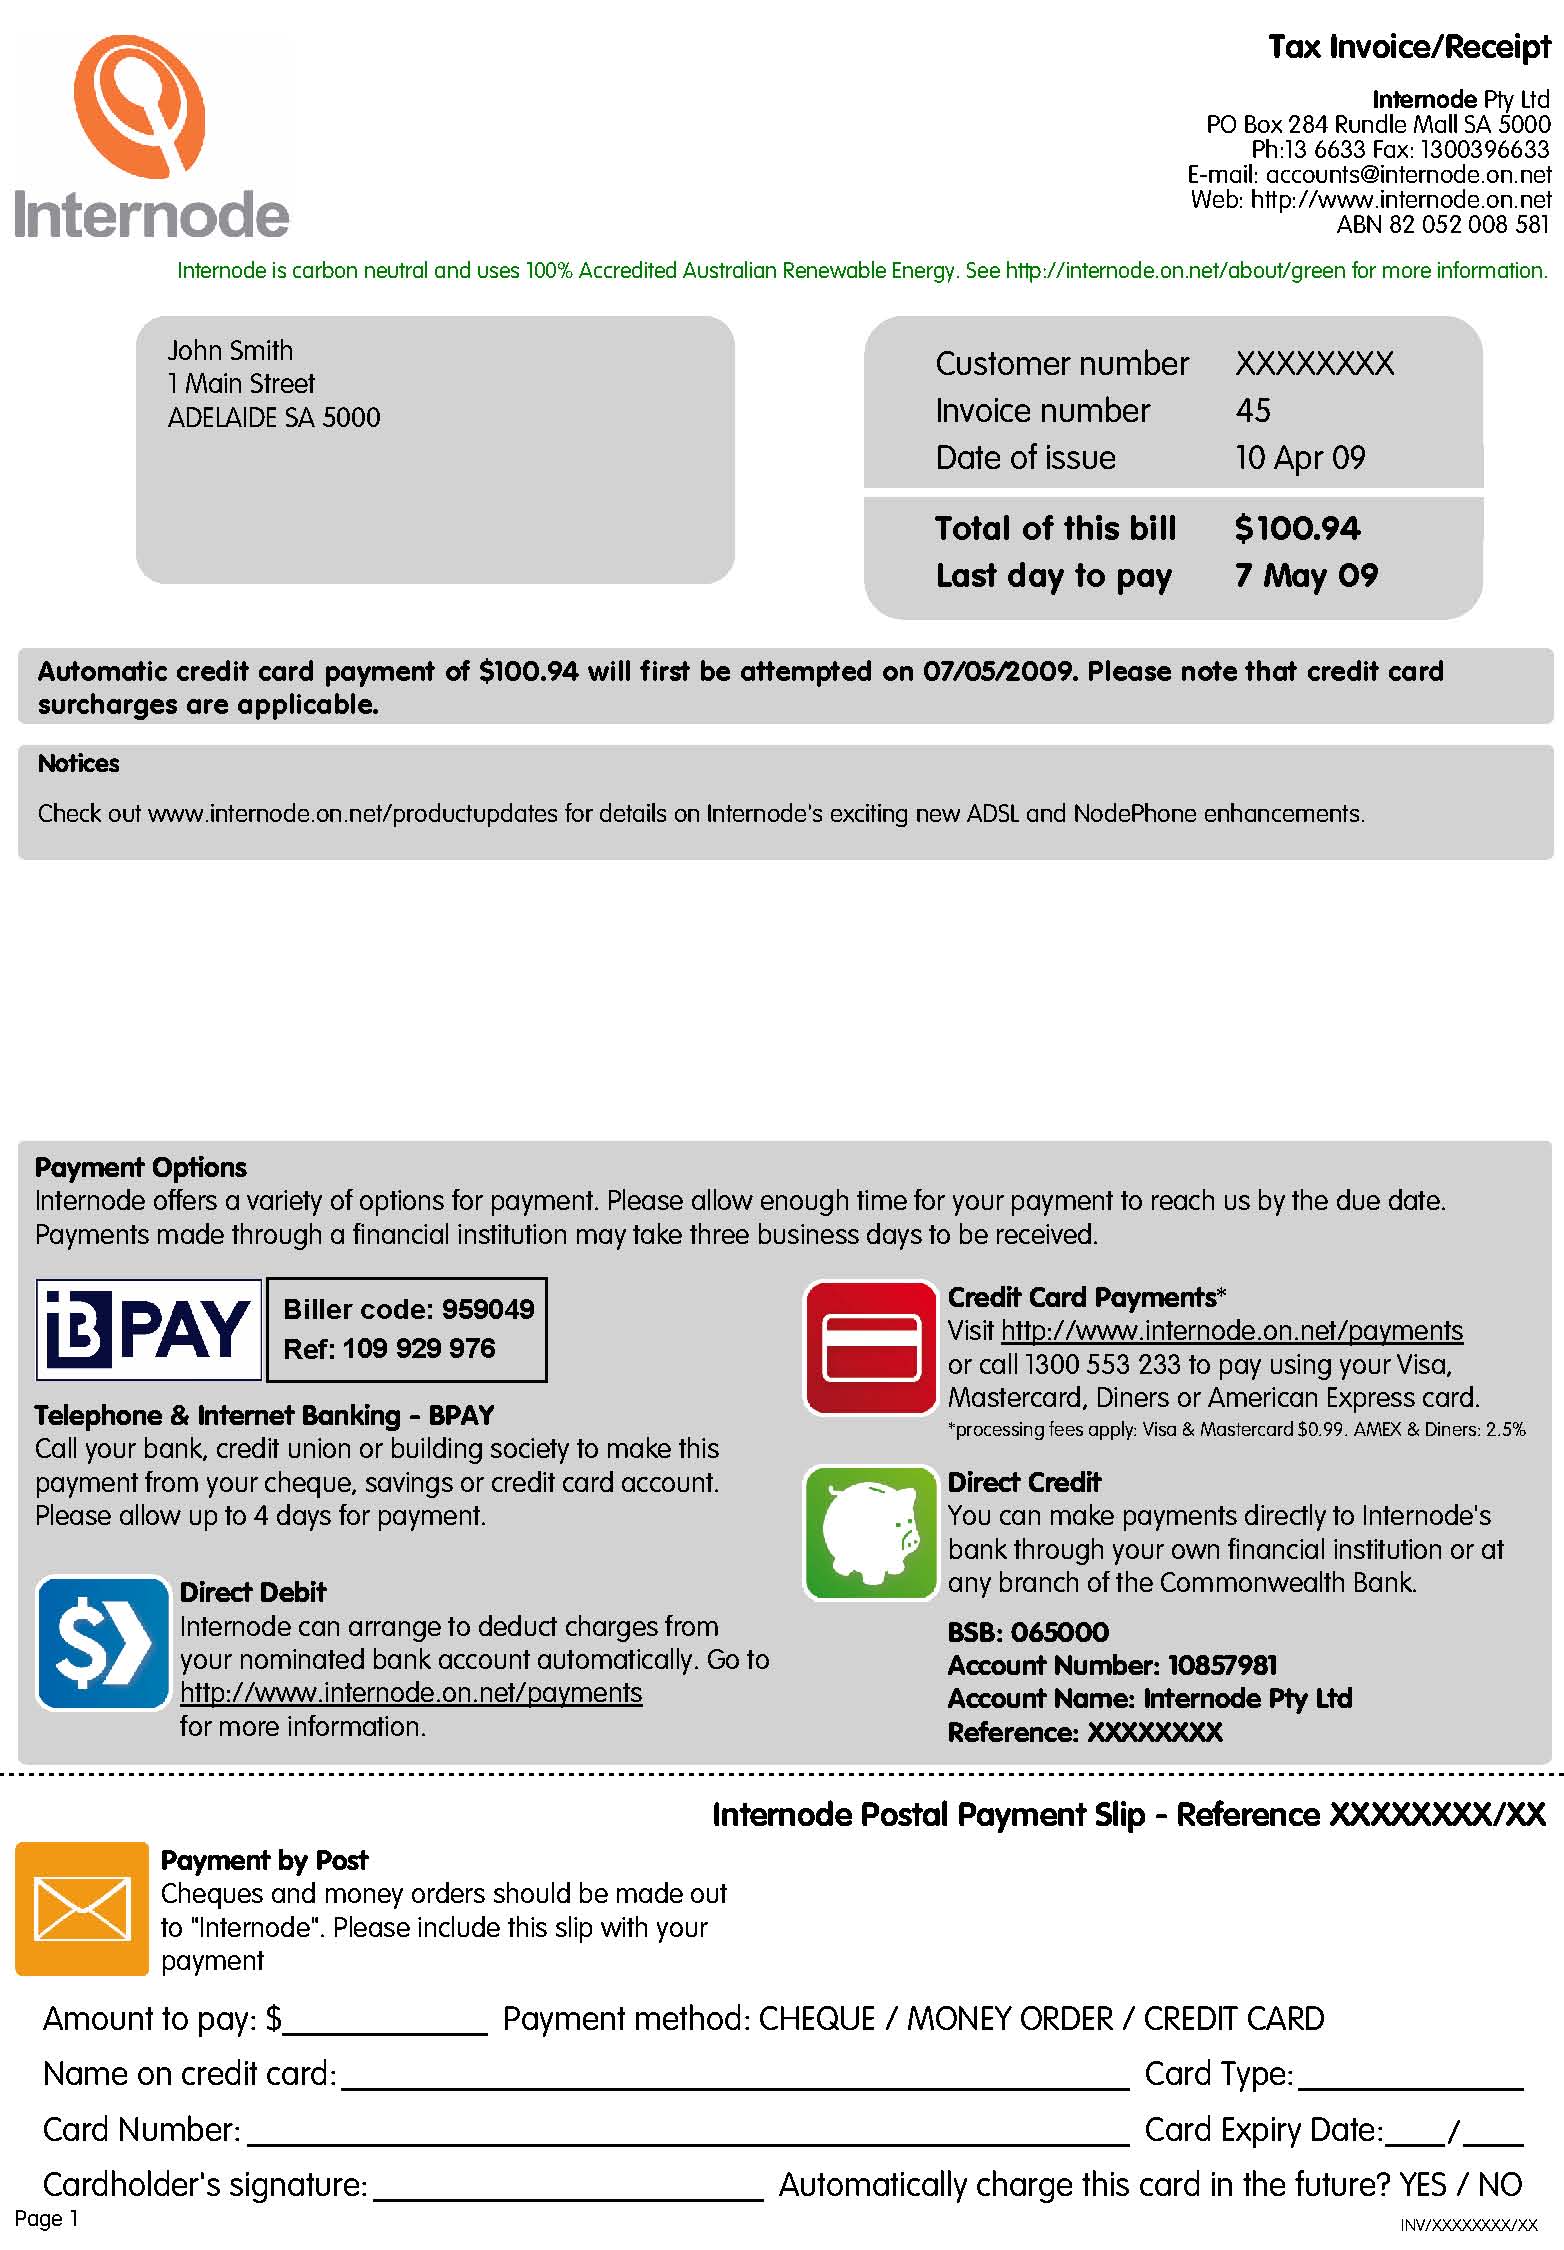 Internode
Tax Invoice/Receipt
Internode Pty Ltd
PO Box 284 Rundle Mall SA 5000
Ph:13 6633 Fax: 1300396633
E-mail: accounts@internode.on.net
Web: http://www.internode.on.net
ABN 82 052 008 581
Internode is carbon neutral and uses 100% Accredited Australian Renewable Energy. See http://internode.on.net/about/green for more information.
John Smith
1 Main Street
ADELAIDE SA 5000
Customer number XXXXXXXX
Invoice number 45
Date of issue 10 Apr 09
Total of this bill $100.94
Last day to pay 7 May 09
Automatic credit card payment of $100.94 will first be attempted on 07/05/2009. Please note that credit card
surcharges are applicable.
Notices
Check out www.internode.on.net/productupdates for details on Internode's exciting new ADSL and NodePhone enhancements.
Payment Options
Internode offers a variety of options for payment. Please allow enough time for your payment to reach us by the due date.
Payments made through a financial institution may take three business days to be received.
B PAY
Biller code: 959049
Ref: 109 929 976
Telephone & Internet Banking - BPAY
Call your bank, credit union or building society to make this
payment from your cheque, savings or credit card account.
Please allow up to 4 days for payment.
$
Direct Debit
Internode can arrange to deduct charges from
your nominated bank account automatically. Go to
http://www.internode.on.net/payments
for more information.
Credit Card Payments*
Visit http://www.internode.on.net/payments
or call 1300 553 233 to pay using your Visa,
Mastercard, Diners or American Express card.
*processing fees apply: Visa & Mastercard $0.99. AMEX & Diners: 2.5%
Direct Credit
You can make payments directly to Internode's
bank through your own financial institution or at
any branch of the Commonwealth Bank.
BSB: 065000
Account Number: 10857981
Account Name: Internode Pty Ltd
Reference: XXXXXXXX
Internode Postal Payment Slip - Reference XXXXXXXX/XX
Payment by Post
Cheques and money orders should be made out
to "Internode". Please include this slip with your
payment
Amount to pay: $____________ Payment method: CHEQUE / MONEY ORDER / CREDIT CARD
Name on credit card:____________ Card Type:____________
Card Number:____________ Card Expiry Date:____/____
Cardholder's signature:____________ Automatically charge this card in the future? YES / NO
Page 1
INV/XXXXXXXX/XX